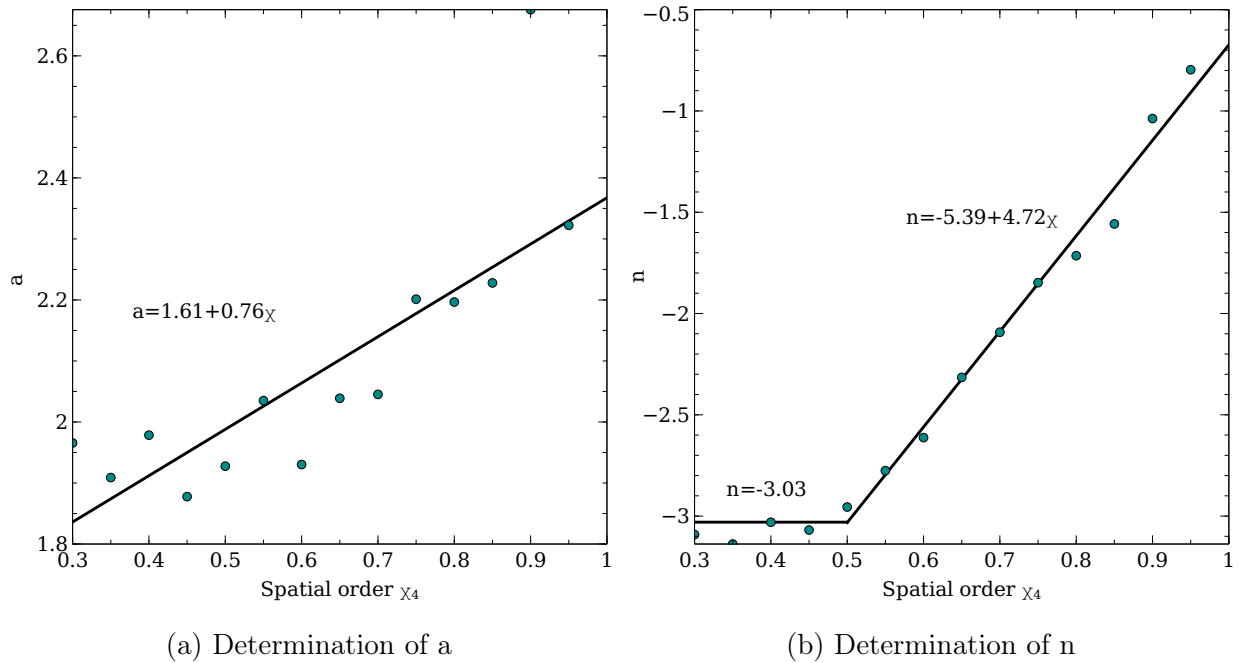 2.6
2.4
2.2
2
1.8
a
a=1.61+0.76χ
0.3 0.4 0.5 0.6 0.7 0.8 0.9 1
Spatial order χ4
(a) Determination of a
−0.5
−1
−1.5
−2
−2.5
−3
n
n=-5.39+4.72χ
n=-3.03
0.3 0.4 0.5 0.6 0.7 0.8 0.9 1
Spatial order χ4
(b) Determination of n